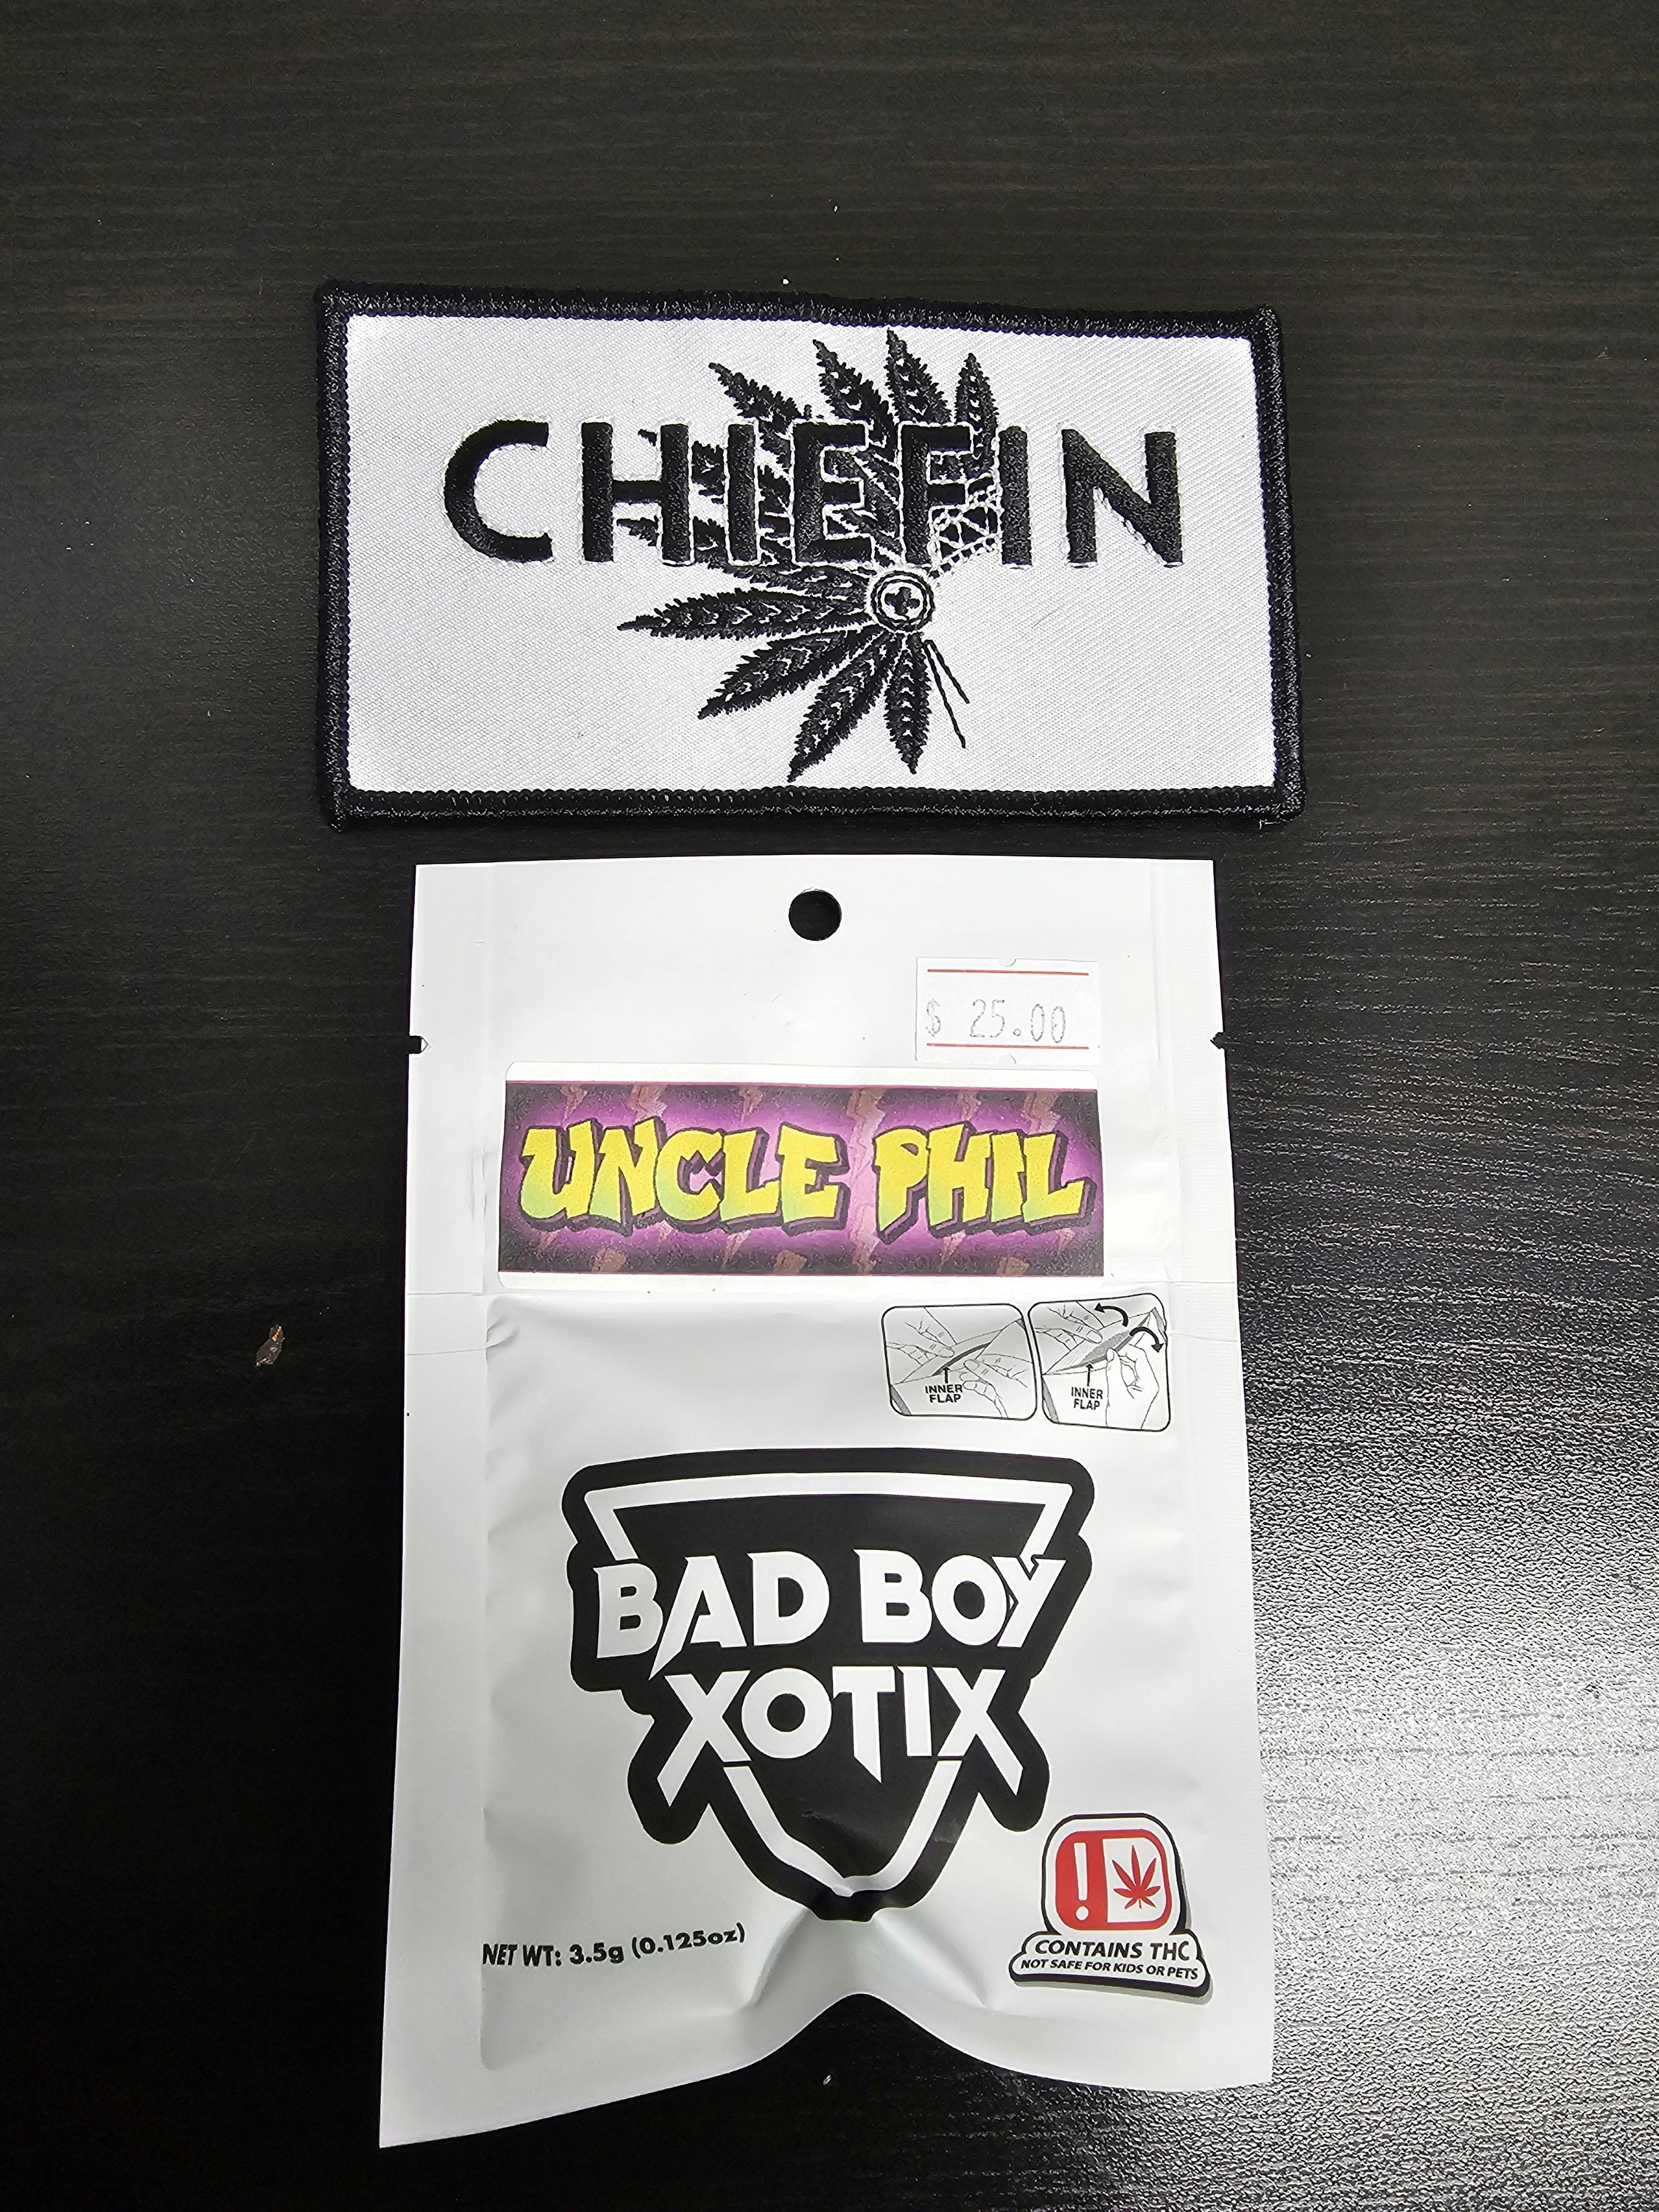 CHIEFIN
$ 25.00
UNCLE PHIL
INNER
FLAP
INNER
FLAP
BAD BOY
XOTIX
!
CONTAINS THC
NOT SAFE FOR KIDS OR PETS
NET WT: 3.5g (0.125oz)